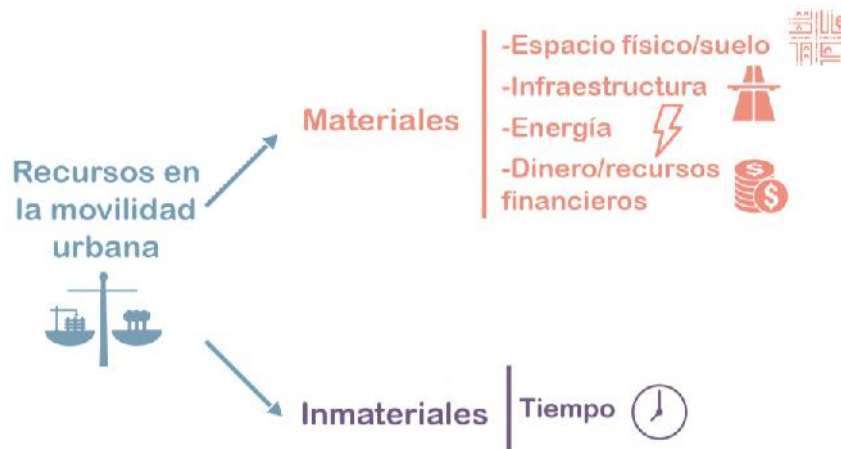 Recursos en
la movilidad
urbana
Materiales
-Espacio físico/suelo
-Infraestructura
-Energía
-Dinero/recursos
financieros
Inmateriales
Tiempo